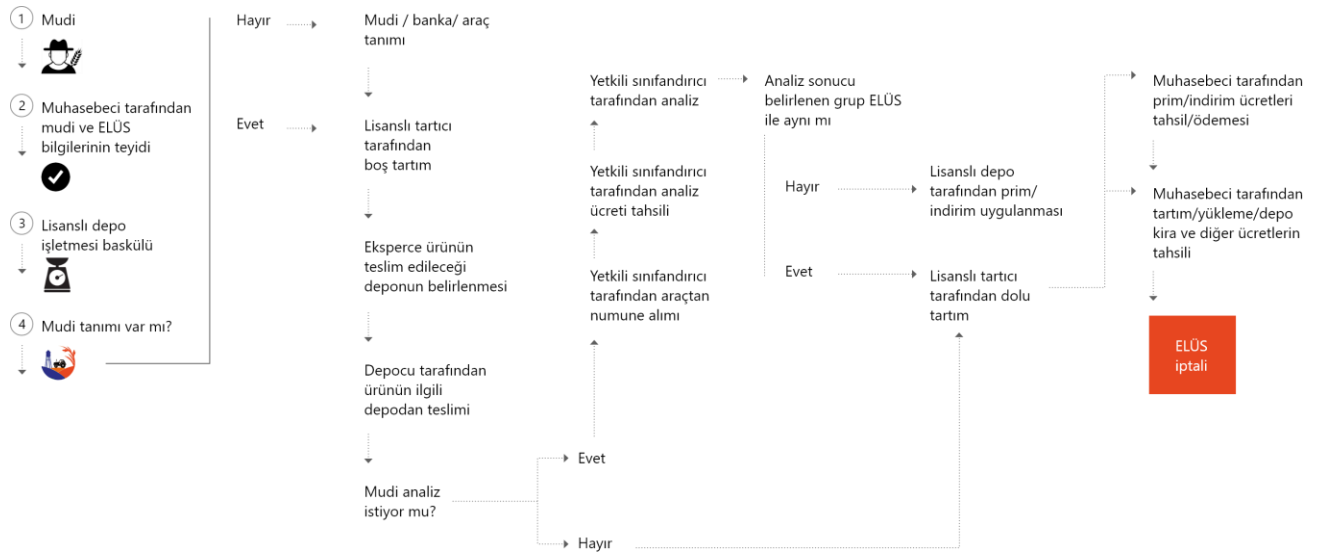 1 Mudi
2 Muhasebeci tarafından
mudi ve ELÜS
bilgilerinin teyidi
3 Lisanslı depo
işletmesi baskülü
4 Mudi tanımı var mı?
Hayır
Evet
Mudi / banka/ araç
tanımı
Lisanslı tartıcı
tarafından
boş tartım
Eksperce ürünün
teslim edileceği
deponun belirlenmesi
Depocu tarafından
ürünün ilgili
depodan teslimi
Mudi analiz
istiyor mu?
Evet
Hayır
Yetkili sınıfandırıcı
tarafından araçtan
numune alımı
Yetkili sınıfandırıcı
tarafından analiz
ücreti tahsili
Yetkili sınıfandırıcı
tarafından analiz
Analiz sonucu
belirlenen grup ELÜS
ile aynı mı
Hayır
Evet
Lisanslı depo
tarafından prim/
indirim uygulanması
Lisanslı tartıcı
tarafından dolu
tartım
Muhasebeci tarafından
prim/indirim ücretleri
tahsil/ödemesi
Muhasebeci tarafından
tartım/yükleme/depo
kira ve diğer ücretlerin
tahsili
ELÜS
iptali